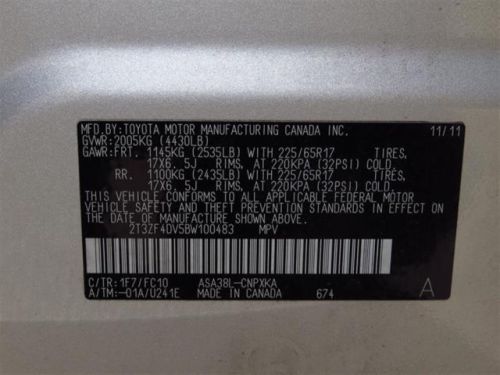 MFD.BY:TOYOTA MOTOR MANUFACTURING CANADA INC. 11/11
GVWR:2005KG (4430LB)
GAWR:FRT. 1145KG (2535LB) WITH 225/65R17 TIRES,
17X6.5J RIMS, AT 220KPA (32PSI) COLD.
RR. 1100KG (2435LB) WITH 225/65R17 TIRES,
17X6.5J RIMS, AT 220KPA (32PSI) COLD.
THIS VEHICLE CONFORMS TO ALL APPLICABLE FEDERAL MOTOR
VEHICLE SAFETY AND THEFT PREVENTION STANDARDS IN EFFECT
ON THE DATE OF MANUFACTURE SHOWN ABOVE.
2T3ZF4DV5BW100483 MPV
C/TR:1F7/FC10 ASA38L-CNPXKA
A/TM:-01A/U241E MADE IN CANADA 674 A